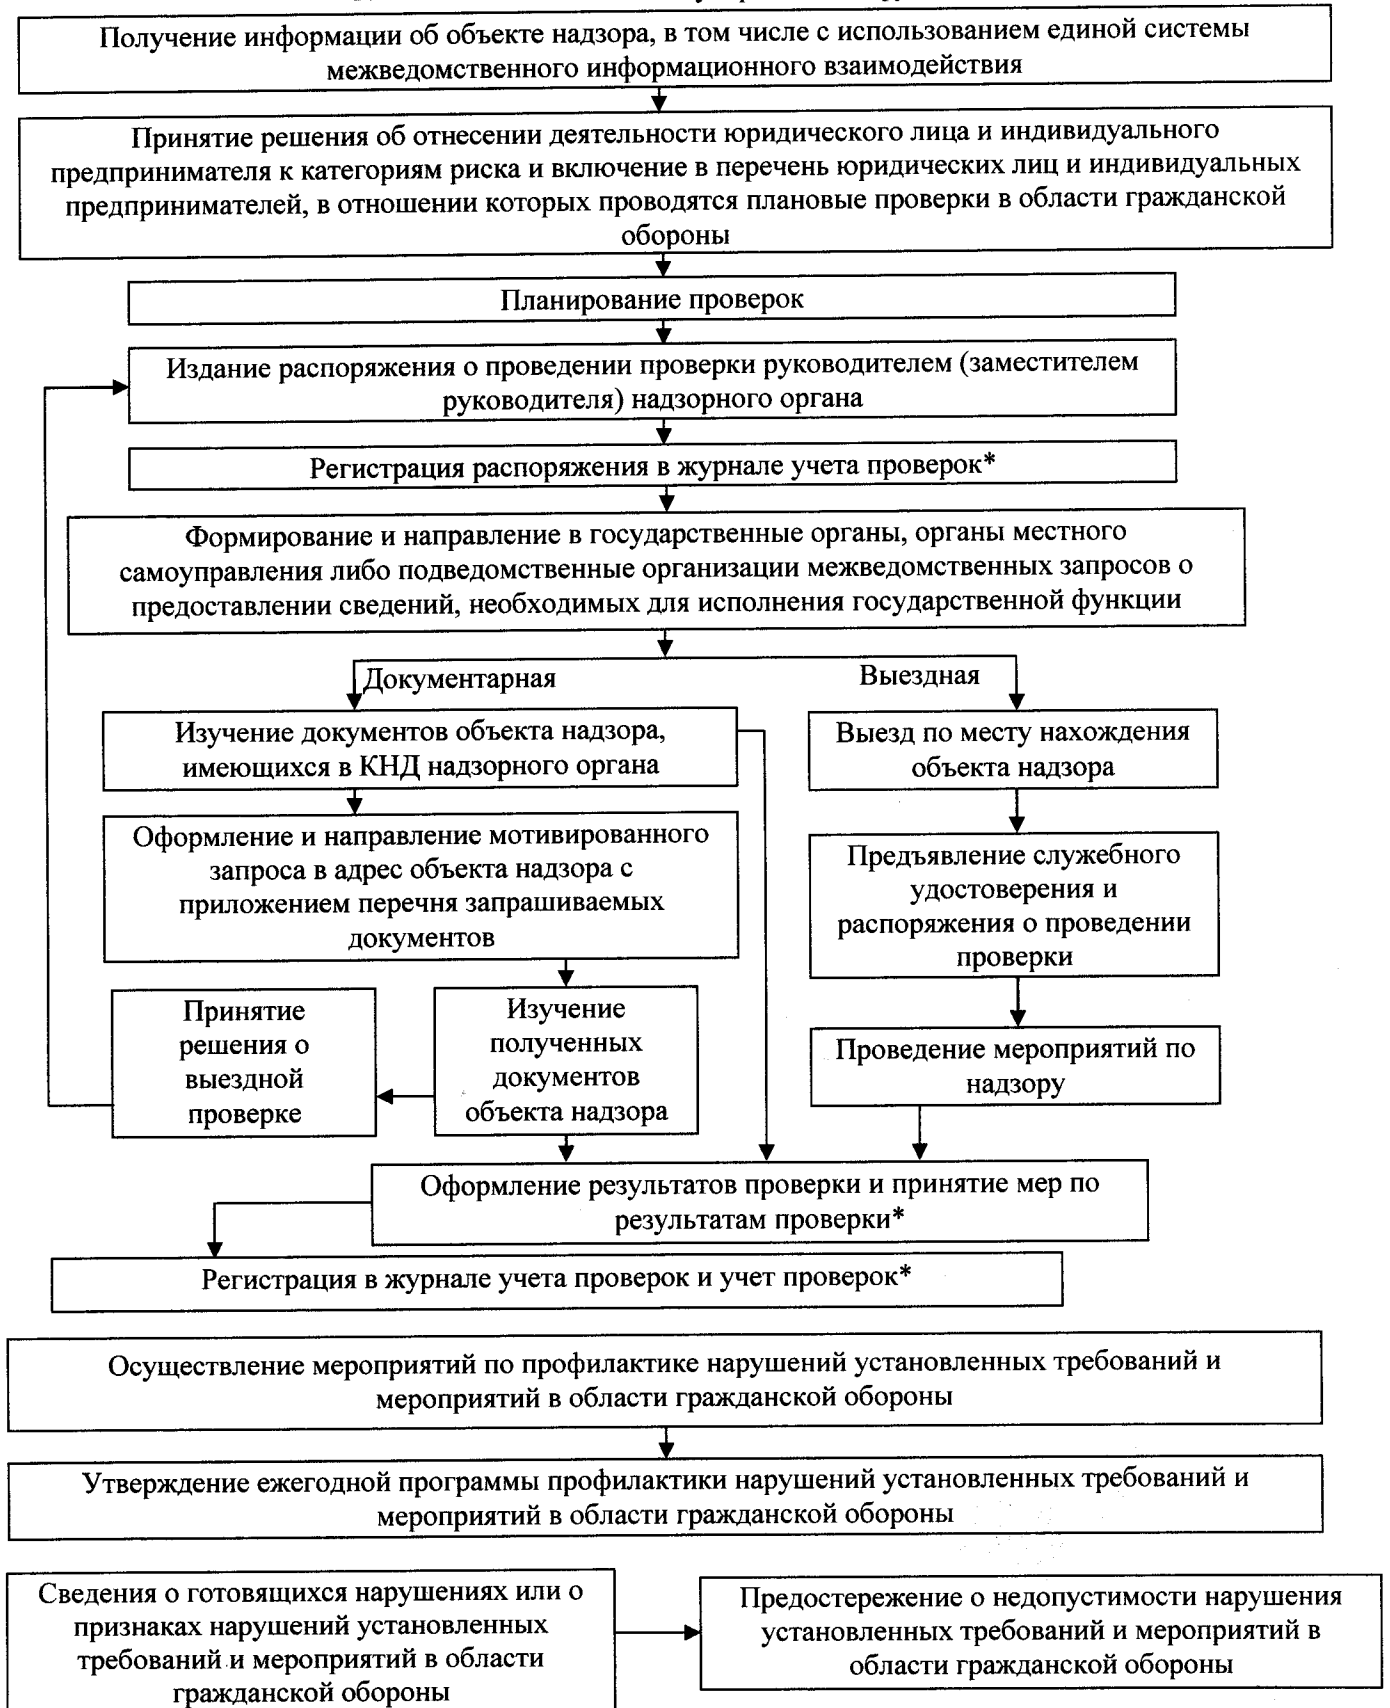 Получение информации об объекте надзора, в том числе с использованием единой системы
межведомственного информационного взаимодействия
Принятие решения об отнесении деятельности юридического лица и индивидуального
предпринимателя к категориям риска и включение в перечень юридических лиц и индивидуальных
предпринимателей, в отношении которых проводятся плановые проверки в области гражданской
обороны
Планирование проверок
Издание распоряжения о проведении проверки руководителем (заместителем
руководителя) надзорного органа
Регистрация распоряжения в журнале учета проверок*
Формирование и направление в государственные органы, органы местного
самоуправления либо подведомственные организации межведомственных запросов о
предоставлении сведений, необходимых для исполнения государственной функции
Документарная
Выездная
Изучение документов объекта надзора,
имеющихся в КНД надзорного органа
Выезд по месту нахождения
объекта надзора
Оформление и направление мотивированного
запроса в адрес объекта надзора с
приложением перечня запрашиваемых
документов
Предъявление служебного
удостоверения и
распоряжения о проведении
проверки
Принятие
решения о
выездной
проверке
Изучение
полученных
документов
объекта надзора
Проведение мероприятий по
надзору
Оформление результатов проверки и принятие мер по
результатам проверки*
Регистрация в журнале учета проверок и учет проверок*
Осуществление мероприятий по профилактике нарушений установленных требований и
мероприятий в области гражданской обороны
Утверждение ежегодной программы профилактики нарушений установленных требований и
мероприятий в области гражданской обороны
Сведения о готовящихся нарушениях или о
признаках нарушений установленных
требований и мероприятий в области
гражданской обороны
Предостережение о недопустимости нарушения
установленных требований и мероприятий в
области гражданской обороны